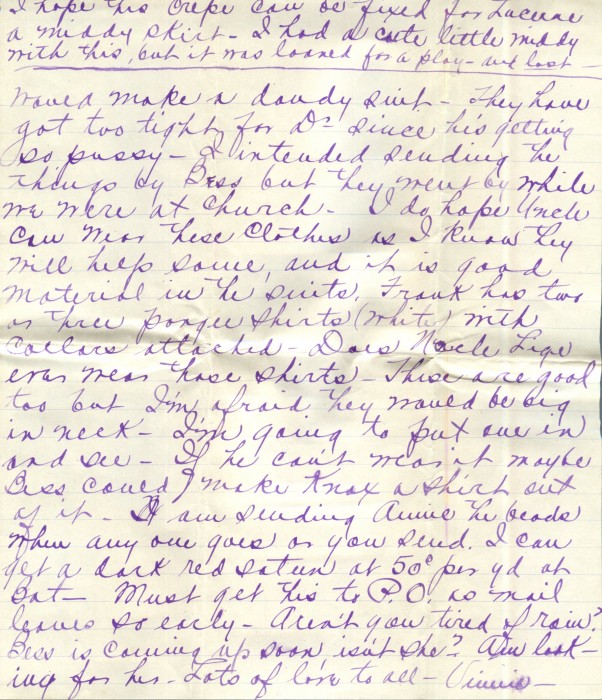 I hope this crepe can be fixed for Lucerne
a middy skirt - I had a cute little middy
with this, but it was loaned for a play - and lost -
would make a dandy suit - They have
got too tight for Dr since he's getting
so pussy - I intended sending the
things by Bess but they went by while
we were at church - I do hope Uncle
can wear these clothes as I know they
will help some, and it is good
material in the suits. Frank has two
or three pongee shirts (white) with
collars attached - Does Uncle Lige
ever wear those shirts - These are good
too but I'm afraid they would be big
in neck - I'm going to put one in
and see - If he can't wear it maybe
Bess could make Knox a shirt out
of it - I am sending Annie the beads
when any one goes or you send. I can
get a dark red satun at 50¢ per yd at
Bat - Must get this to P.O. as mail
leaves so early - Aren't you tired of rain?
Bess is coming up soon, isn't she? Am look-
ing for her - Lots of love to all - Vinnie -